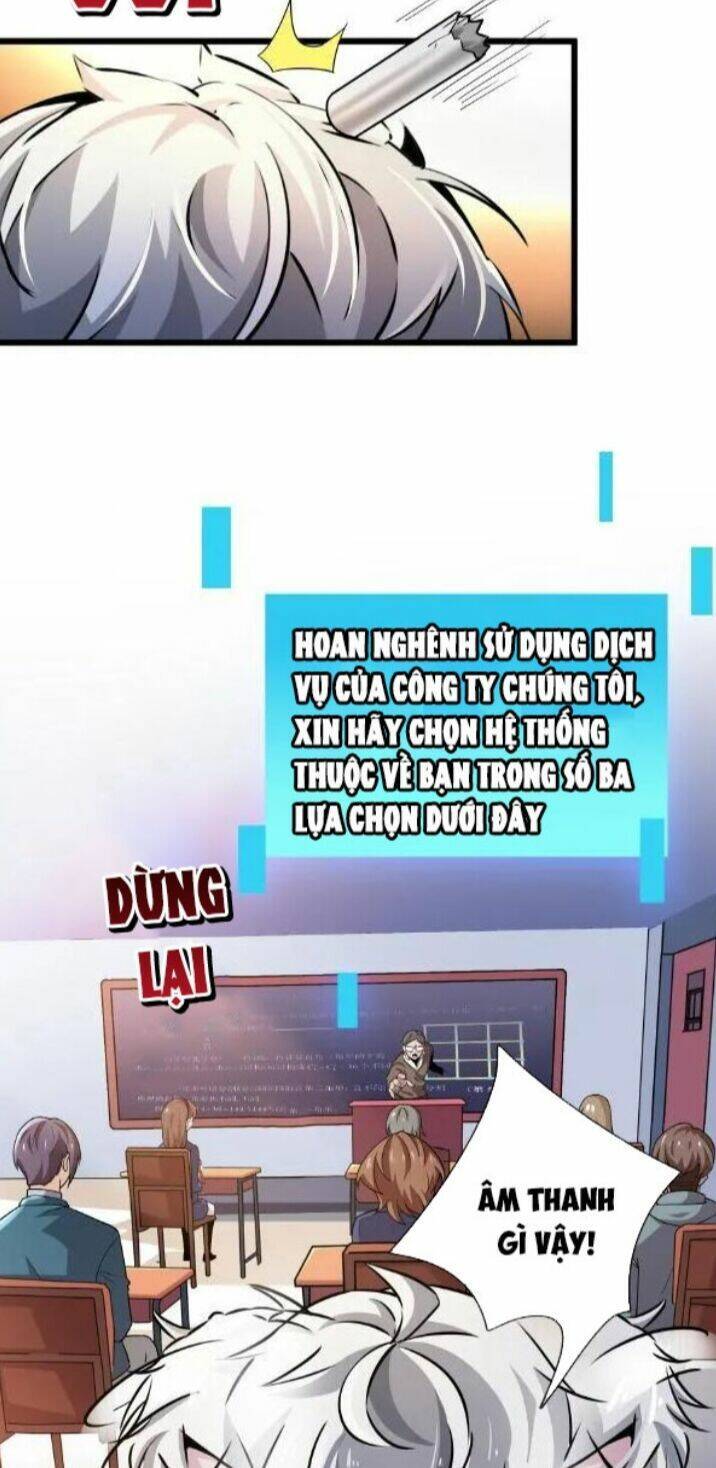 HOAN NGHÊNH SỬ DỤNG DỊCH
VỤ CỦA CÔNG TY CHÚNG TÔI,
XIN HÃY CHỌN HỆ THỐNG
THUỘC VỀ BẠN TRONG SỐ BA
LỰA CHỌN DƯỚI ĐÂY
DỪNG
LẠI
ÂM THANH
GÌ VẬY!